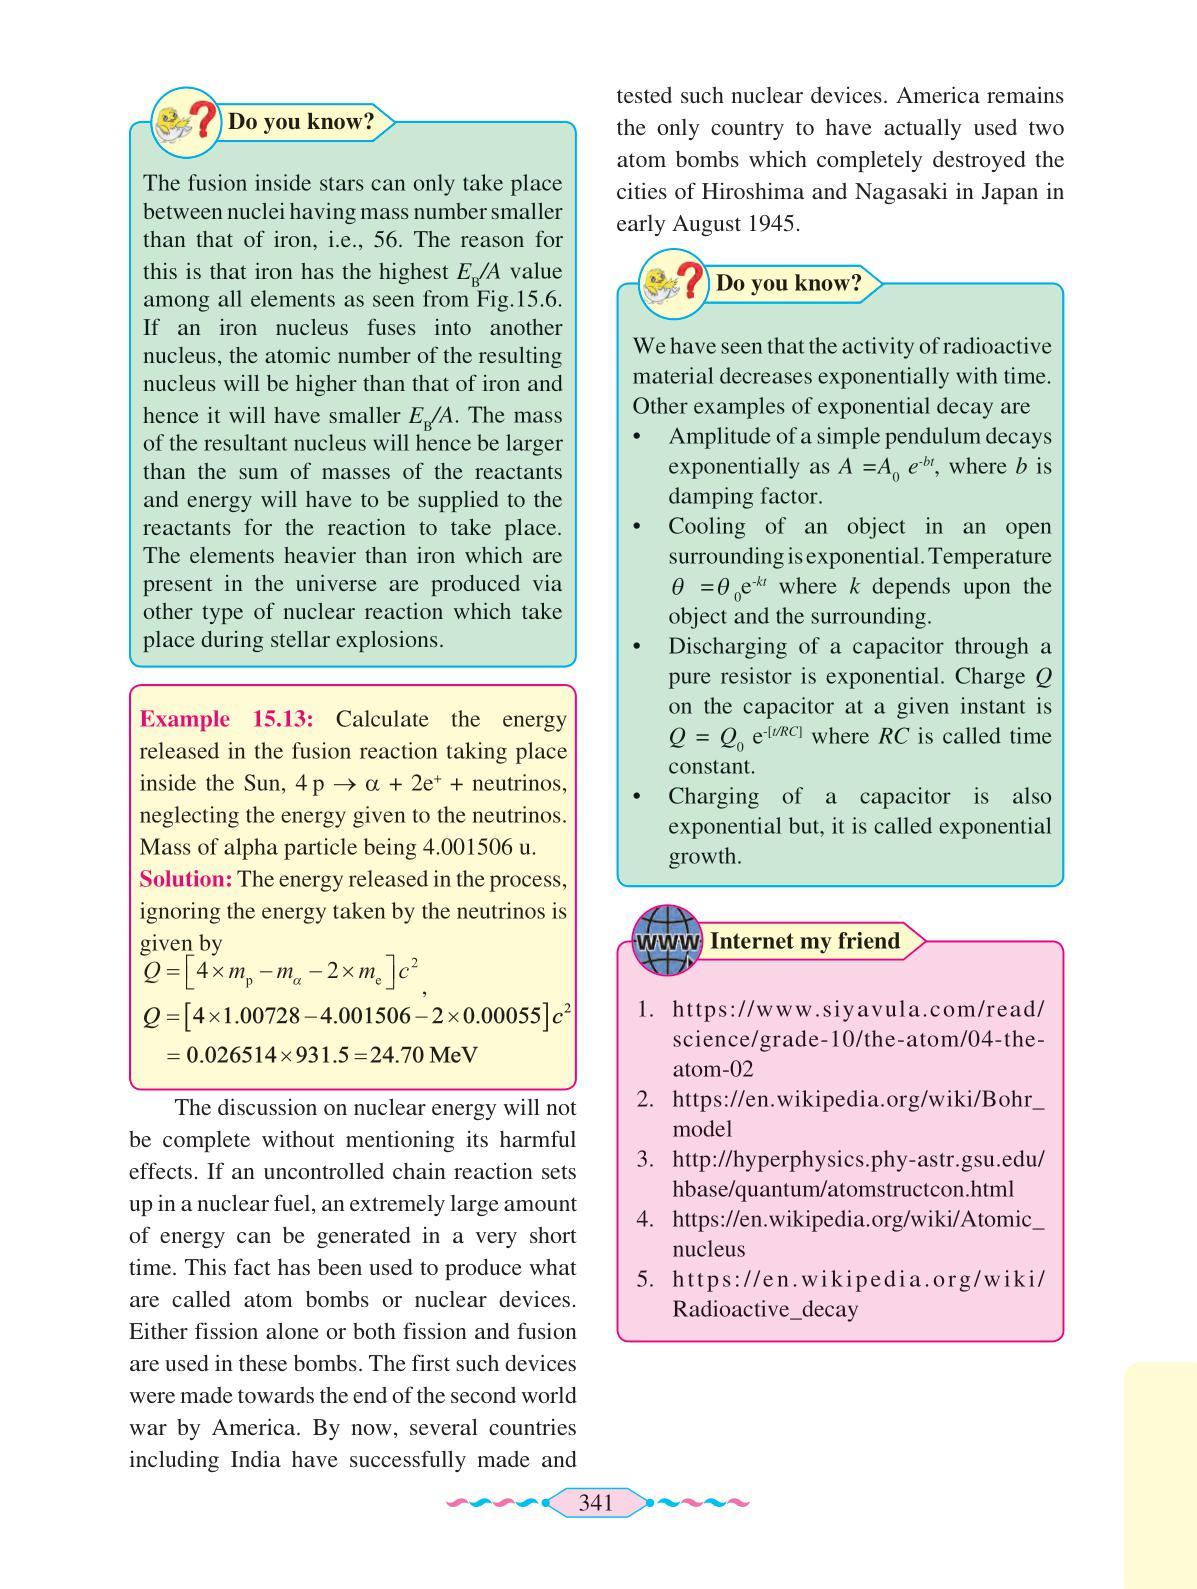 Do you know?
The fusion inside stars can only take place
between nuclei having mass number smaller
than that of iron, i.e., 56. The reason for
this is that iron has the highest E_B/A value
among all elements as seen from Fig.15.6.
If an iron nucleus fuses into another
nucleus, the atomic number of the resulting
nucleus will be higher than that of iron and
hence it will have smaller E_B/A. The mass
of the resultant nucleus will hence be larger
than the sum of masses of the reactants
and energy will have to be supplied to the
reactants for the reaction to take place.
The elements heavier than iron which are
present in the universe are produced via
other type of nuclear reaction which take
place during stellar explosions.
Example 15.13: Calculate the energy
released in the fusion reaction taking place
inside the Sun, 4 p → α + 2e⁺ + neutrinos,
neglecting the energy given to the neutrinos.
Mass of alpha particle being 4.001506 u.
Solution: The energy released in the process,
ignoring the energy taken by the neutrinos is
given by
Q = [4 × m_p − m_α − 2 × m_e]c²,
Q = [4×1.00728 − 4.001506 − 2×0.00055]c²
= 0.026514 × 931.5 = 24.70 MeV
The discussion on nuclear energy will not
be complete without mentioning its harmful
effects. If an uncontrolled chain reaction sets
up in a nuclear fuel, an extremely large amount
of energy can be generated in a very short
time. This fact has been used to produce what
are called atom bombs or nuclear devices.
Either fission alone or both fission and fusion
are used in these bombs. The first such devices
were made towards the end of the second world
war by America. By now, several countries
including India have successfully made and
tested such nuclear devices. America remains
the only country to have actually used two
atom bombs which completely destroyed the
cities of Hiroshima and Nagasaki in Japan in
early August 1945.
Do you know?
We have seen that the activity of radioactive
material decreases exponentially with time.
Other examples of exponential decay are
• Amplitude of a simple pendulum decays
exponentially as A =A₀ e^-bt, where b is
damping factor.
• Cooling of an object in an open
surrounding is exponential. Temperature
θ =θ₀e^-kt where k depends upon the
object and the surrounding.
• Discharging of a capacitor through a
pure resistor is exponential. Charge Q
on the capacitor at a given instant is
Q = Q₀ e^-[t/RC] where RC is called time
constant.
• Charging of a capacitor is also
exponential but, it is called exponential
growth.
www Internet my friend
1. https://www.siyavula.com/read/
science/grade-10/the-atom/04-the-
atom-02
2. https://en.wikipedia.org/wiki/Bohr_
model
3. http://hyperphysics.phy-astr.gsu.edu/
hbase/quantum/atomstructcon.html
4. https://en.wikipedia.org/wiki/Atomic_
nucleus
5. https://en.wikipedia.org/wiki/
Radioactive_decay
341